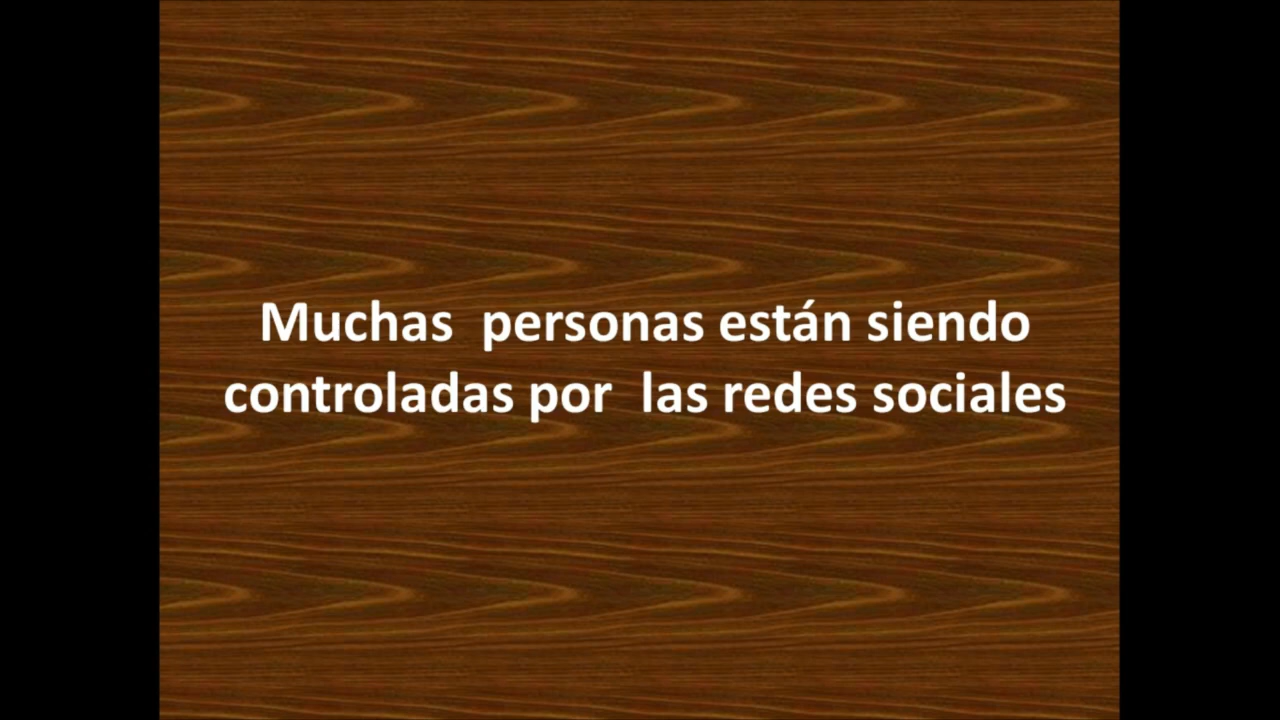 Muchas  personas están siendo
controladas por  las redes sociales